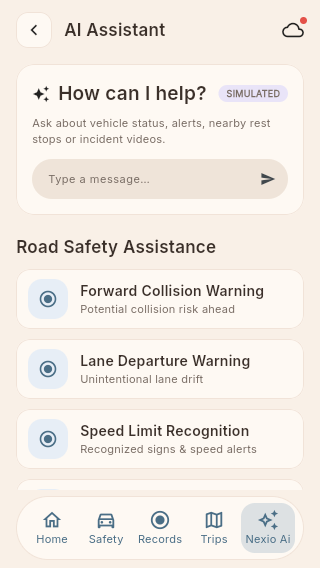 AI Assistant
How can I help?
SIMULATED
Ask about vehicle status, alerts, nearby rest
stops or incident videos.
Type a message...
Road Safety Assistance
Forward Collision Warning
Potential collision risk ahead
Lane Departure Warning
Unintentional lane drift
Speed Limit Recognition
Recognized signs & speed alerts
Home
Safety
Records
Trips
Nexio Ai